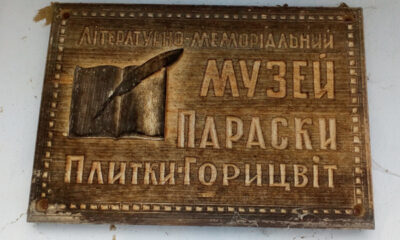 Літературно-меморіальний
Музей
Параски
Плитки-Горицвіт